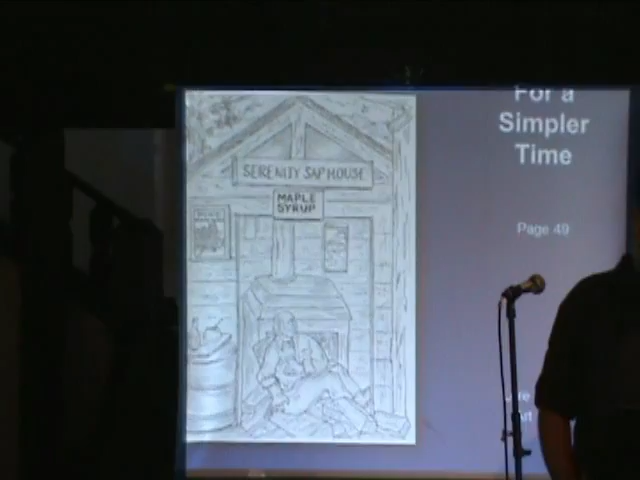 For a
Simpler
Time
Page 49
SERENITY SAP HOUSE
MAPLE
SYRUP